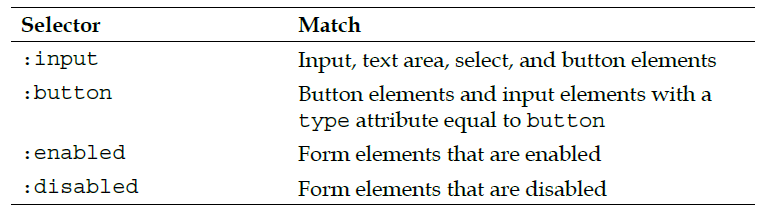 Selector Match
:input Input, text area, select, and button elements
:button Button elements and input elements with a
type attribute equal to button
:enabled Form elements that are enabled
:disabled Form elements that are disabled